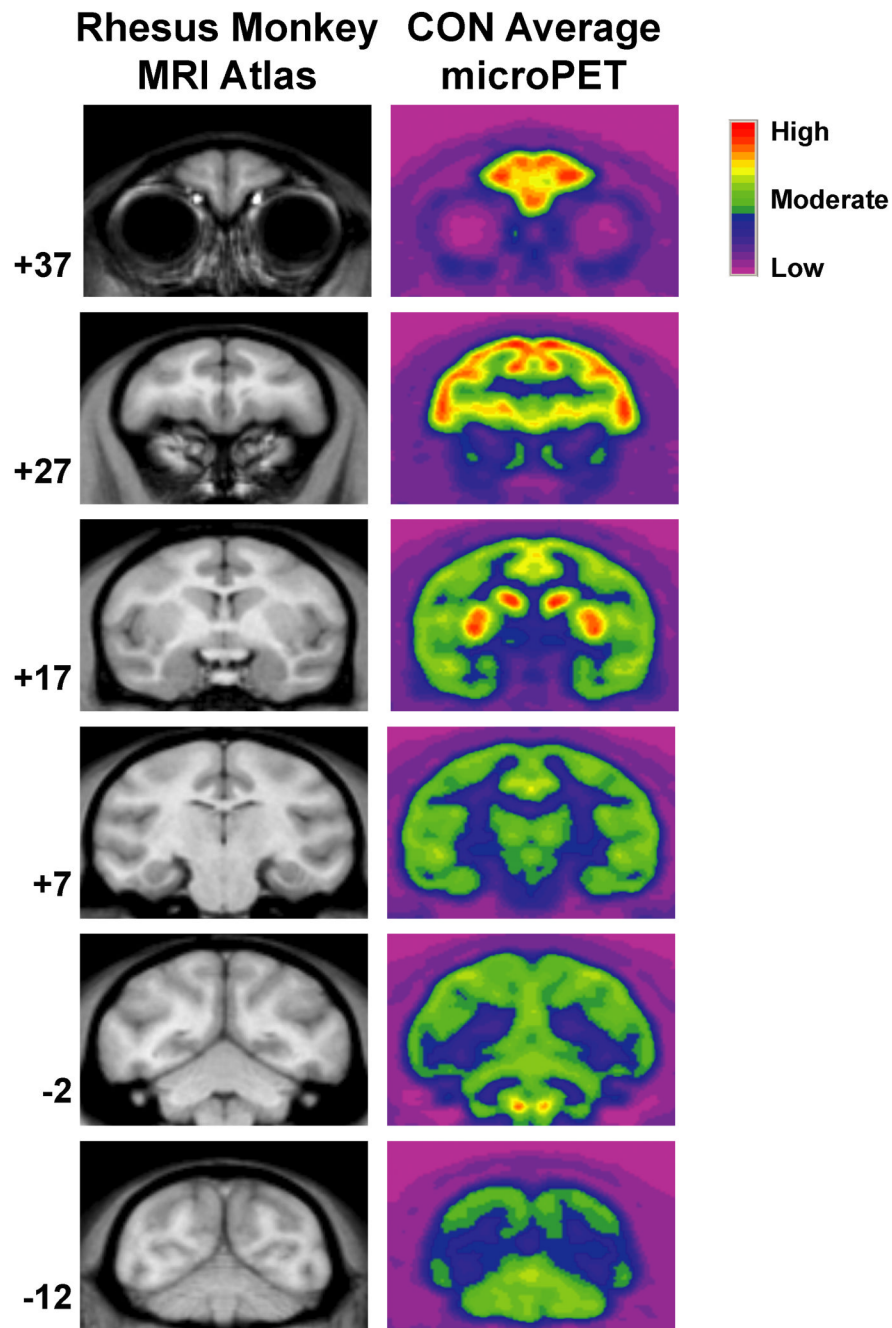 Rhesus Monkey
MRI Atlas
CON Average
microPET
High
Moderate
Low
+37
+27
+17
+7
-2
-12